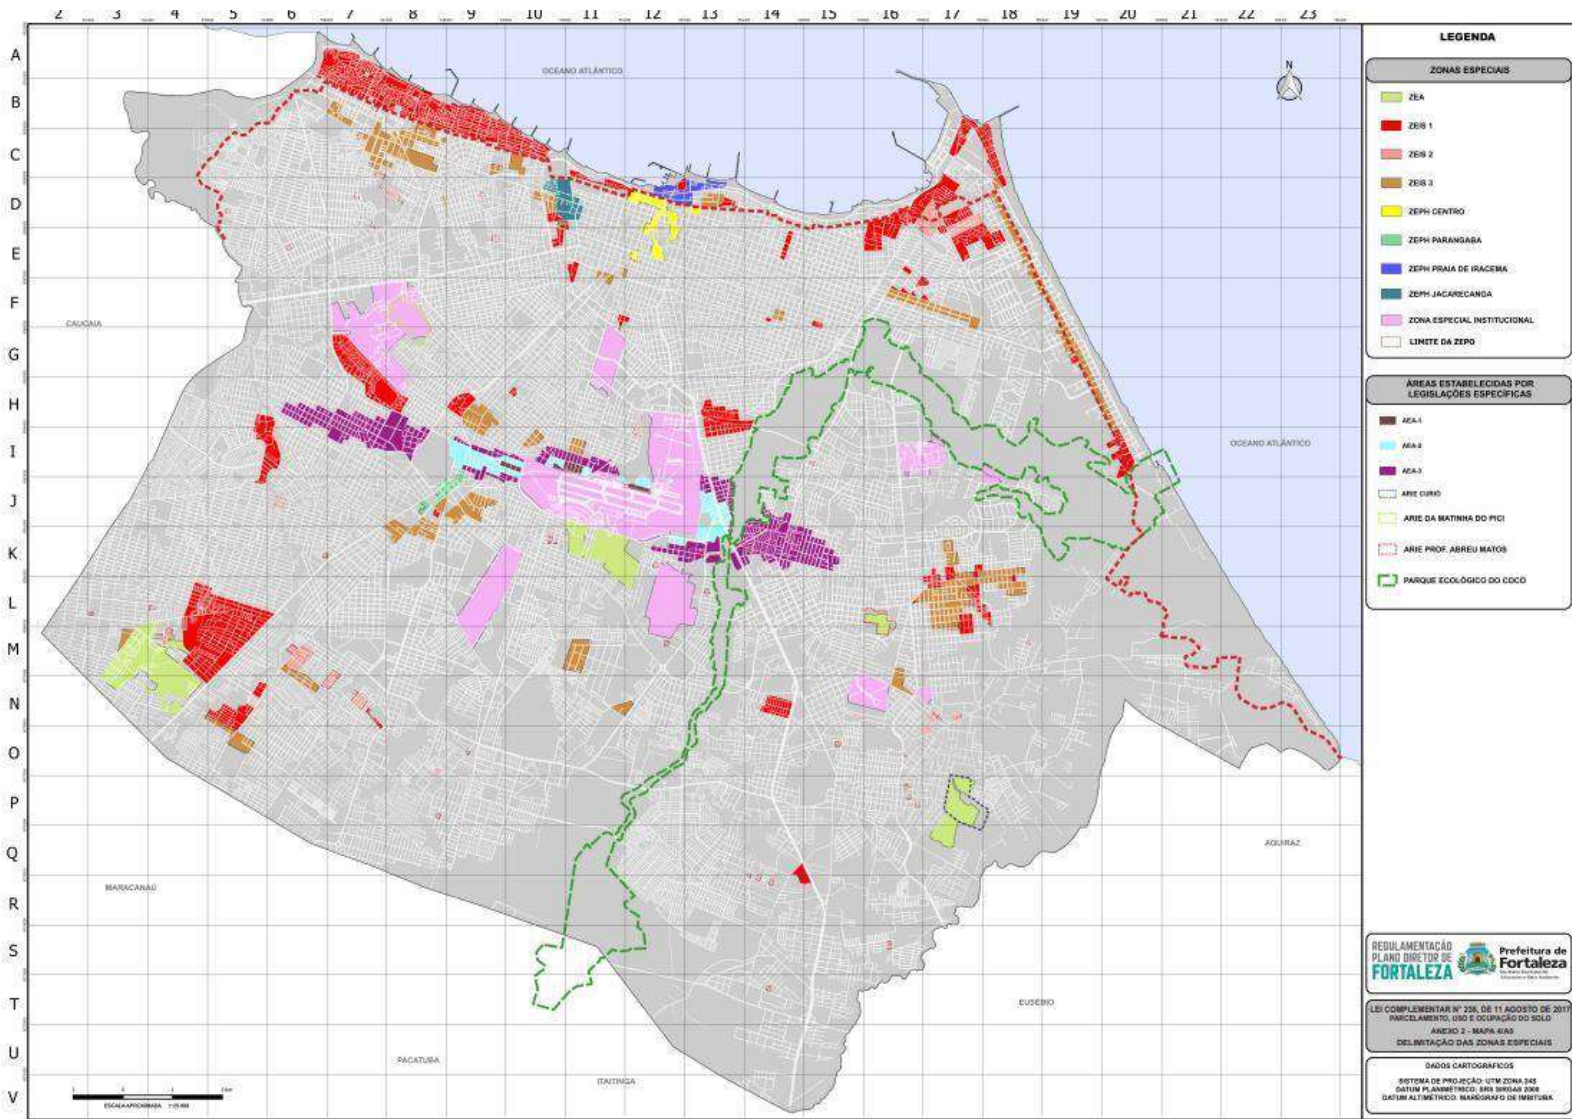 2 3 4 5 6 7 8 9 10 11 12 13 14 15 16 17 18 19 20 21 22 23
A
B
C
D
E
F
G
H
I
J
K
L
M
N
O
P
Q
R
S
T
U
V
OCEANO ATLÂNTICO
N
CAUCAIA
OCEANO ATLÂNTICO
MARACANAÚ
AQUIRAZ
EUSÉBIO
PACATUBA
ITAITINGA
ESCALA APROXIMADA
LEGENDA
ZONAS ESPECIAIS
ZEA
ZEIS 1
ZEIS 2
ZEIS 3
ZEPH CENTRO
ZEPH PARANGABA
ZEPH PRAIA DE IRACEMA
ZEPH JACARECANGA
ZONA ESPECIAL INSTITUCIONAL
LIMITE DA ZEPO
ÁREAS ESTABELECIDAS POR
LEGISLAÇÕES ESPECÍFICAS
AEA-1
AEA-2
AEA-3
ARIE CURIÓ
ARIE DA MATINHA DO PICI
ARIE PROF. ABREU MATOS
PARQUE ECOLÓGICO DO COCÓ
REGULAMENTAÇÃO
PLANO DIRETOR DE
FORTALEZA
Prefeitura de
Fortaleza
LEI COMPLEMENTAR N° 236, DE 11 AGOSTO DE 2017
PARCELAMENTO, USO E OCUPAÇÃO DO SOLO
ANEXO 2 - MAPA 4/A0
DELIMITAÇÃO DAS ZONAS ESPECIAIS
DADOS CARTOGRÁFICOS
SISTEMA DE PROJEÇÃO: UTM ZONA 24S
DATUM PLANIMÉTRICO: SRS SIRGAS 2000
DATUM ALTIMÉTRICO: MARÉGRAFO DE IMBITUBA